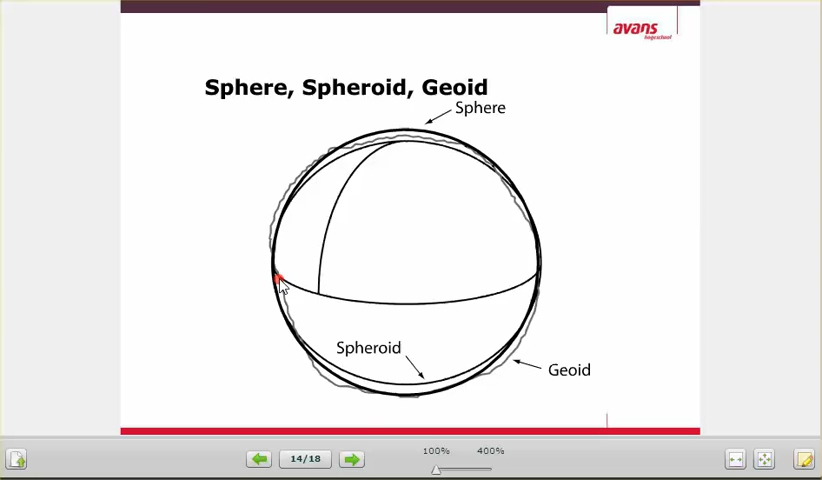 avans
hogeschool
Sphere, Spheroid, Geoid
Sphere
Spheroid
Geoid
14/18
100%
400%